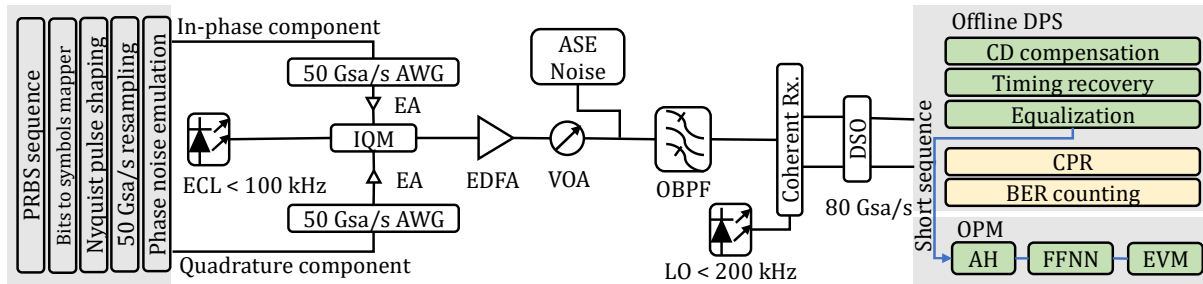 PRBS sequence
Bits to symbols mapper
Nyquist pulse shaping
50 Gsa/s resampling
Phase noise emulation
In-phase component
50 Gsa/s AWG
EA
ECL < 100 kHz
IQM
EA
50 Gsa/s AWG
Quadrature component
EDFA
VOA
ASE
Noise
OBPF
LO < 200 kHz
Coherent Rx.
DSO
80 Gsa/s
Short sequence
Offline DPS
CD compensation
Timing recovery
Equalization
CPR
BER counting
OPM
AH
FFNN
EVM